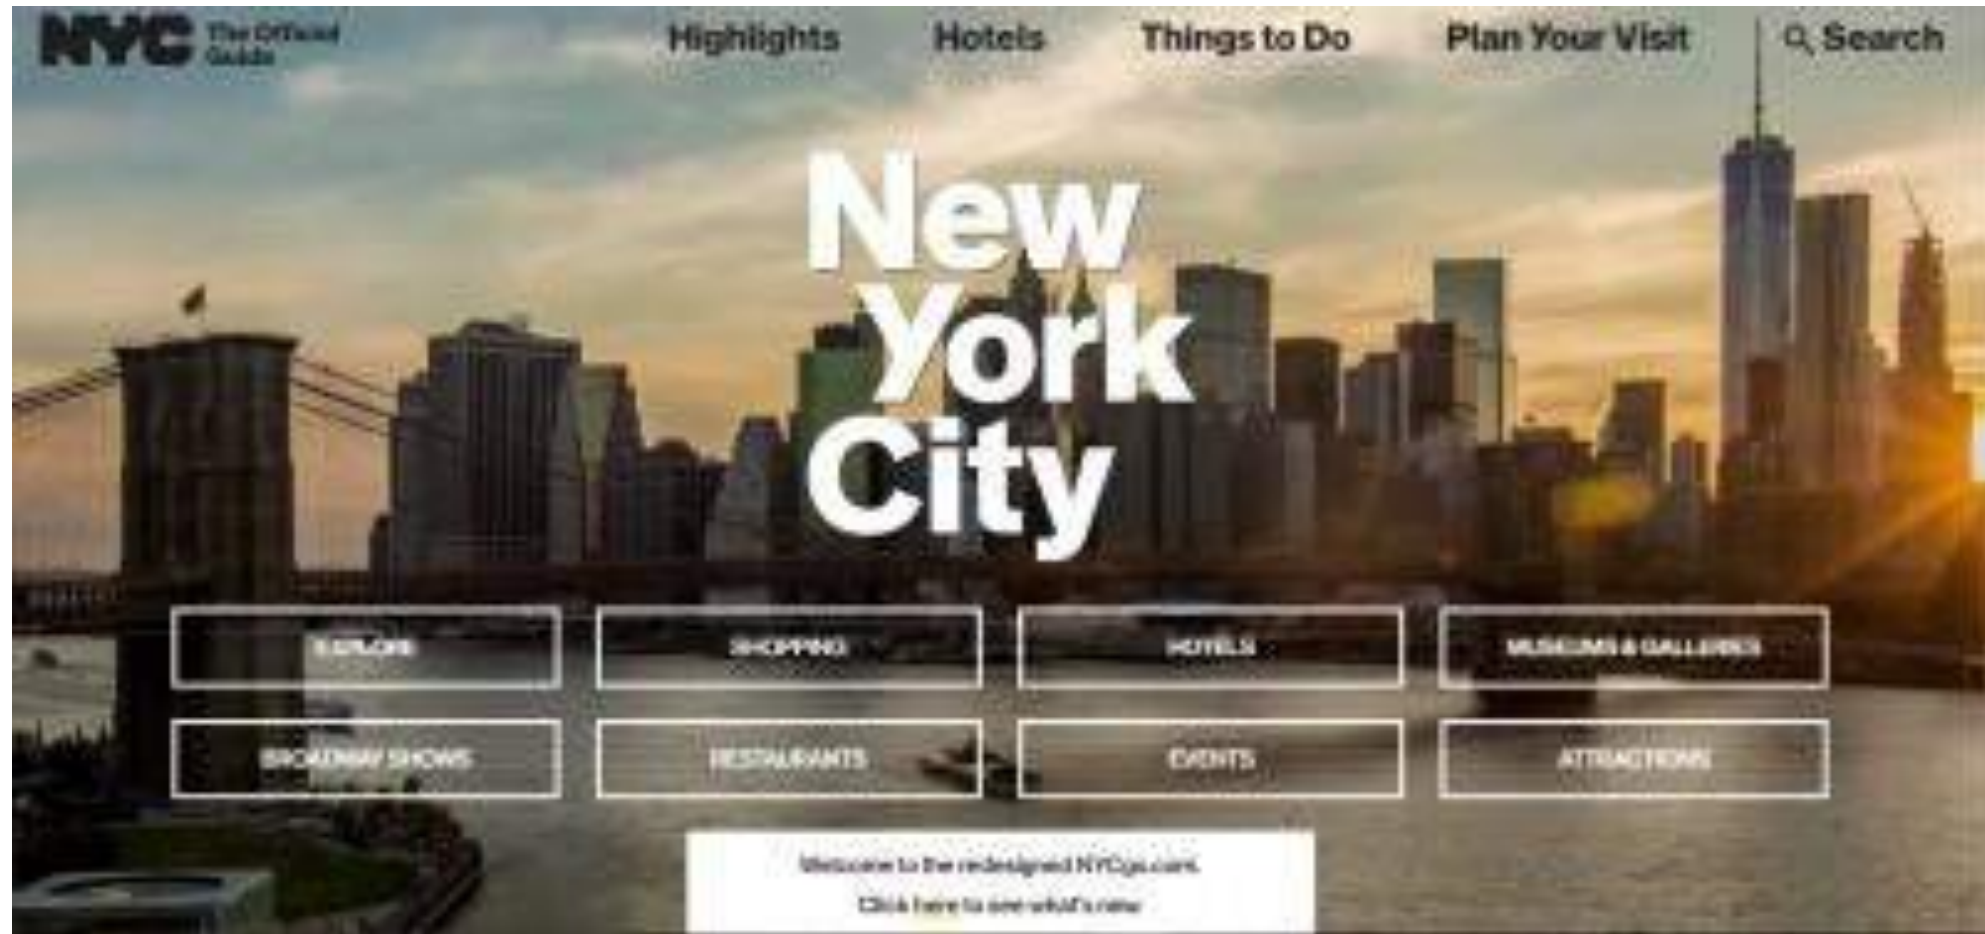 NYC The Official
Guide
Highlights Hotels Things to Do Plan Your Visit Search
New
York
City
EXPLORE SHOPPING HOTELS MUSEUMS & GALLERIES
BROADWAY SHOWS RESTAURANTS EVENTS ATTRACTIONS
Welcome to the redesigned NYCgo.com.
Click here to see what's new